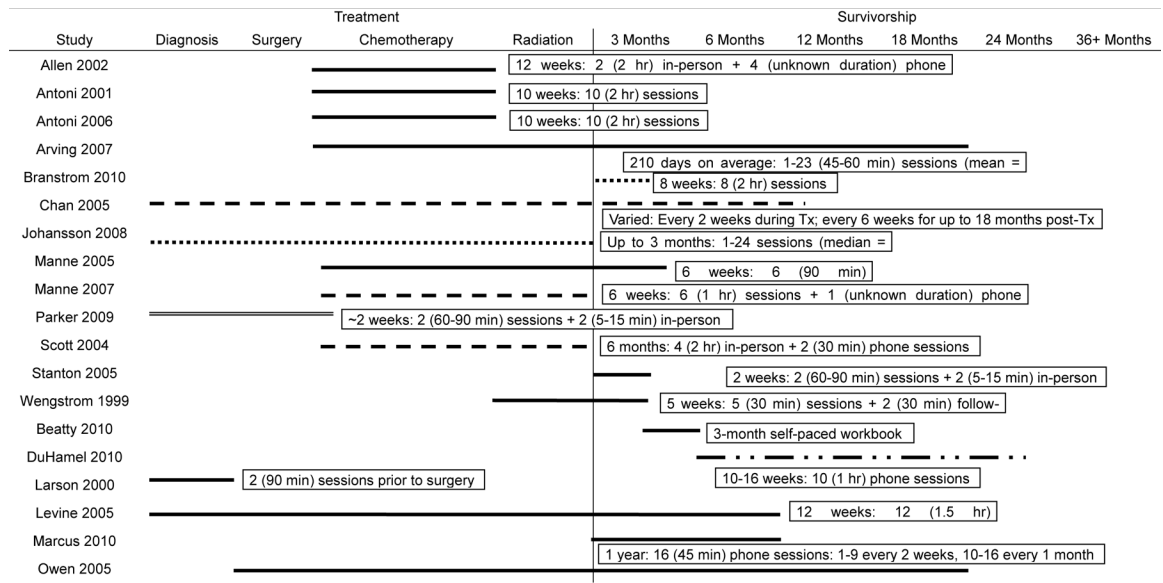 Treatment Survivorship
Study Diagnosis Surgery Chemotherapy Radiation 3 Months 6 Months 12 Months 18 Months 24 Months 36+ Months
Allen 2002 12 weeks: 2 (2 hr) in-person + 4 (unknown duration) phone
Antoni 2001 10 weeks: 10 (2 hr) sessions
Antoni 2006 10 weeks: 10 (2 hr) sessions
Arving 2007
210 days on average: 1-23 (45-60 min) sessions (mean =
Branstrom 2010 8 weeks: 8 (2 hr) sessions
Chan 2005
Varied: Every 2 weeks during Tx; every 6 weeks for up to 18 months post-Tx
Johansson 2008 Up to 3 months: 1-24 sessions (median =
Manne 2005 6 weeks: 6 (90 min)
Manne 2007 6 weeks: 6 (1 hr) sessions + 1 (unknown duration) phone
Parker 2009 ~2 weeks: 2 (60-90 min) sessions + 2 (5-15 min) in-person
Scott 2004 6 months: 4 (2 hr) in-person + 2 (30 min) phone sessions
Stanton 2005 2 weeks: 2 (60-90 min) sessions + 2 (5-15 min) in-person
Wengstrom 1999 5 weeks: 5 (30 min) sessions + 2 (30 min) follow-
Beatty 2010 3-month self-paced workbook
DuHamel 2010
10-16 weeks: 10 (1 hr) phone sessions
Larson 2000 2 (90 min) sessions prior to surgery
Levine 2005 12 weeks: 12 (1.5 hr)
Marcus 2010
1 year: 16 (45 min) phone sessions: 1-9 every 2 weeks, 10-16 every 1 month
Owen 2005